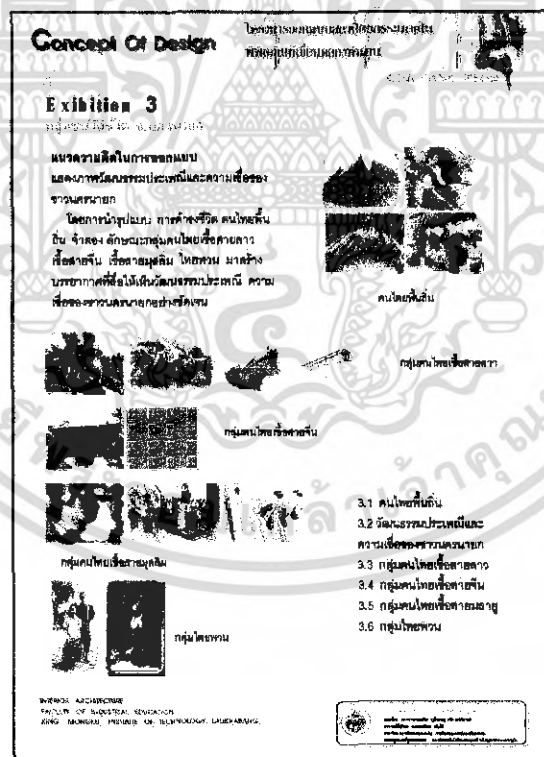 Concept Of Design
Exibition 3
แนวความคิดในการออกแบบ
แสดงภาพวัฒนธรรมประเพณีและความเชื่อของ
ชาวนครนายก
โดยการนำรูปแบบ การดำรงชีวิต คนไทยพื้น
ถิ่น จำลอง ลักษณะกลุ่มคนไทยเชื้อสายลาว
เชื้อสายจีน เชื้อสายมุสลิม ไทยพวน มาสร้าง
บรรยากาศที่สื่อให้เห็นวัฒนธรรมประเพณี ความ
เชื่อของชาวนครนายกอย่างชัดเจน
คนไทยพื้นถิ่น
กลุ่มคนไทยเชื้อสายลาว
กลุ่มคนไทยเชื้อสายจีน
กลุ่มคนไทยเชื้อสายมุสลิม
กลุ่มไทยพวน
3.1 คนไทยพื้นถิ่น
3.2 วัฒนธรรมประเพณีและ
ความเชื่อของชาวนครนายก
3.3 กลุ่มคนไทยเชื้อสายลาว
3.4 กลุ่มคนไทยเชื้อสายจีน
3.5 กลุ่มคนไทยเชื้อสายมลายู
3.6 กลุ่มไทยพวน
INTERIOR ARCHITECTURE
FACULTY OF INDUSTRIAL EDUCATION
KING MONGKUT INSTITUTE OF TECHNOLOGY LADKRABANG